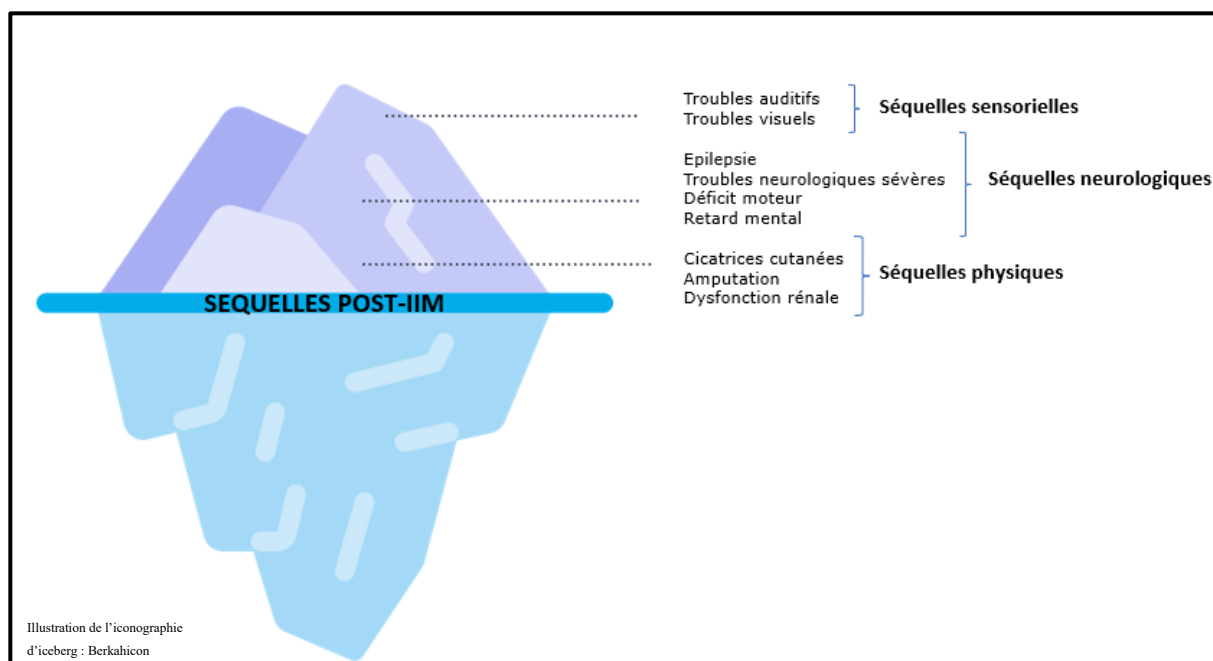 Troubles auditifs
Troubles visuels
Séquelles sensorielles
Epilepsie
Troubles neurologiques sévères
Déficit moteur
Retard mental
Séquelles neurologiques
Cicatrices cutanées
Amputation
Dysfonction rénale
Séquelles physiques
SEQUELLES POST-IIM
Illustration de l’iconographie
d’iceberg : Berkahicon